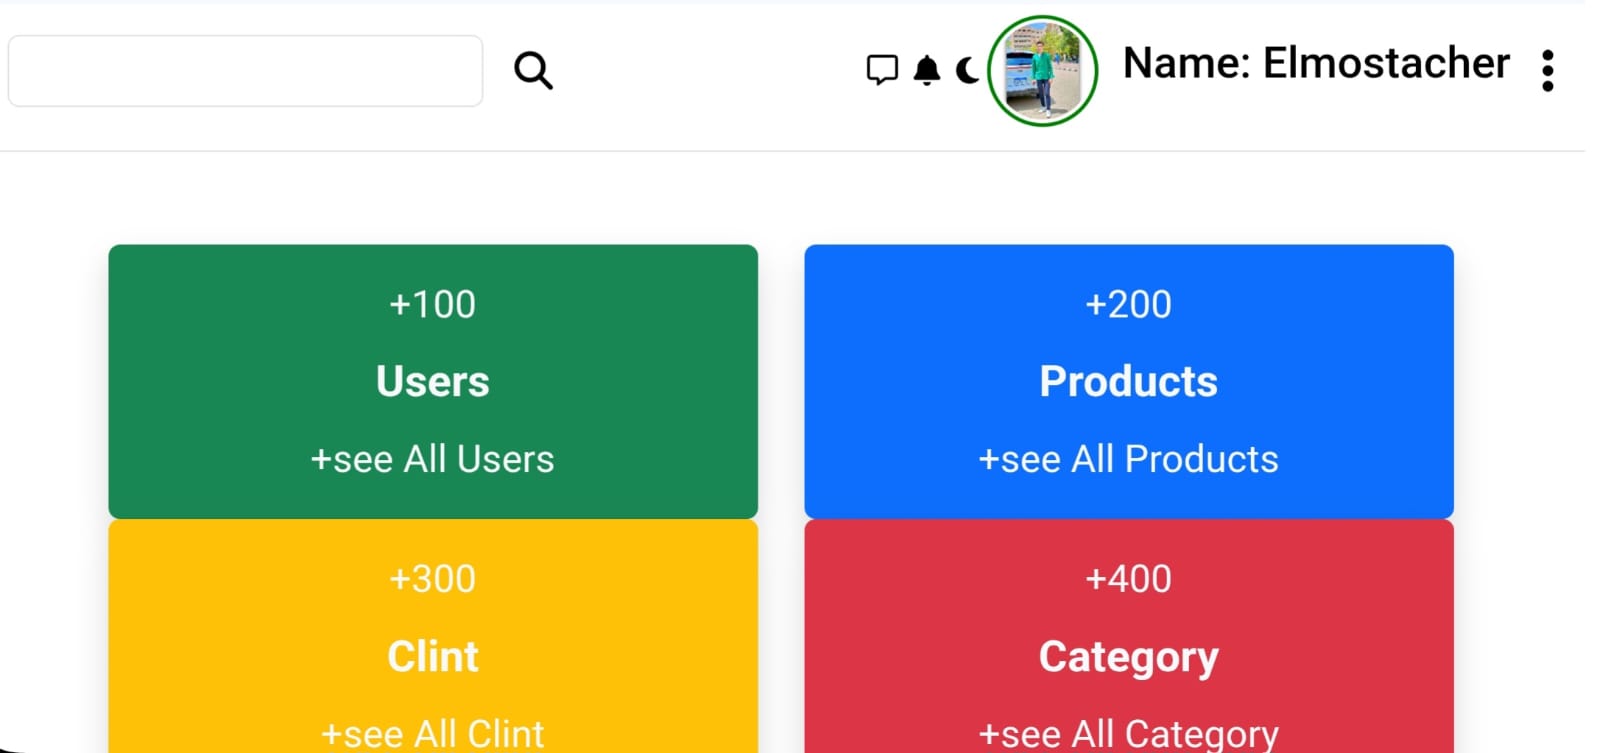 Name: Elmostacher
+100
Users
+see All Users
+200
Products
+see All Products
+300
Clint
+see All Clint
+400
Category
+see All Category